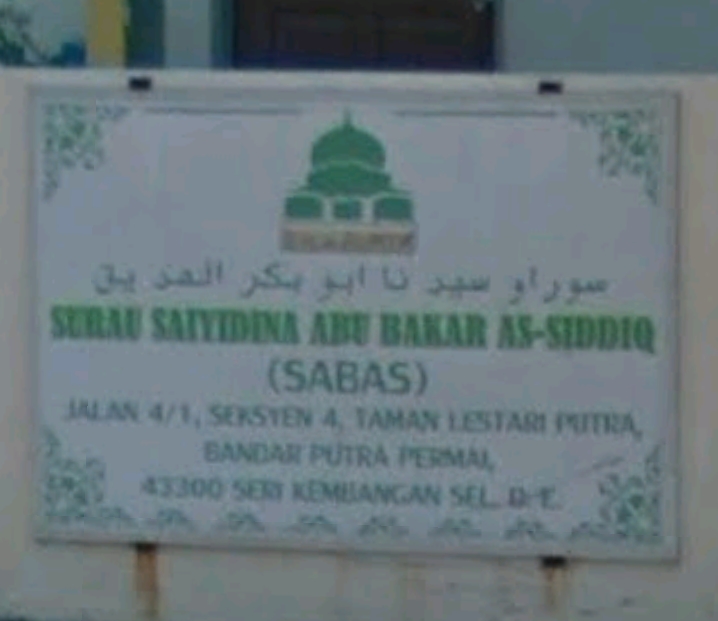 سوراو سيدنا ابو بكر الصديق
SURAU SAIYIDINA ABU BAKAR AS-SIDDIQ
(SABAS)
JALAN 4/1, SEKSYEN 4, TAMAN LESTARI PUTRA,
BANDAR PUTRA PERMAI,
43300 SERI KEMBANGAN SEL. D. E.